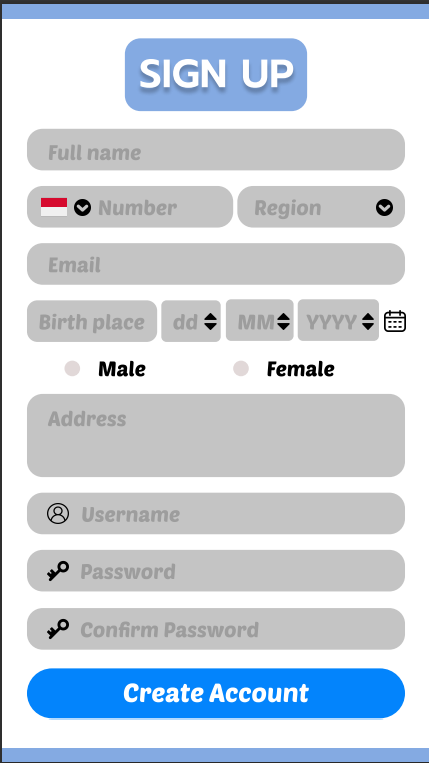 SIGN UP
Full name
Number Region
Email
Birth place dd MM YYYY
Male Female
Address
Username
Password
Confirm Password
Create Account